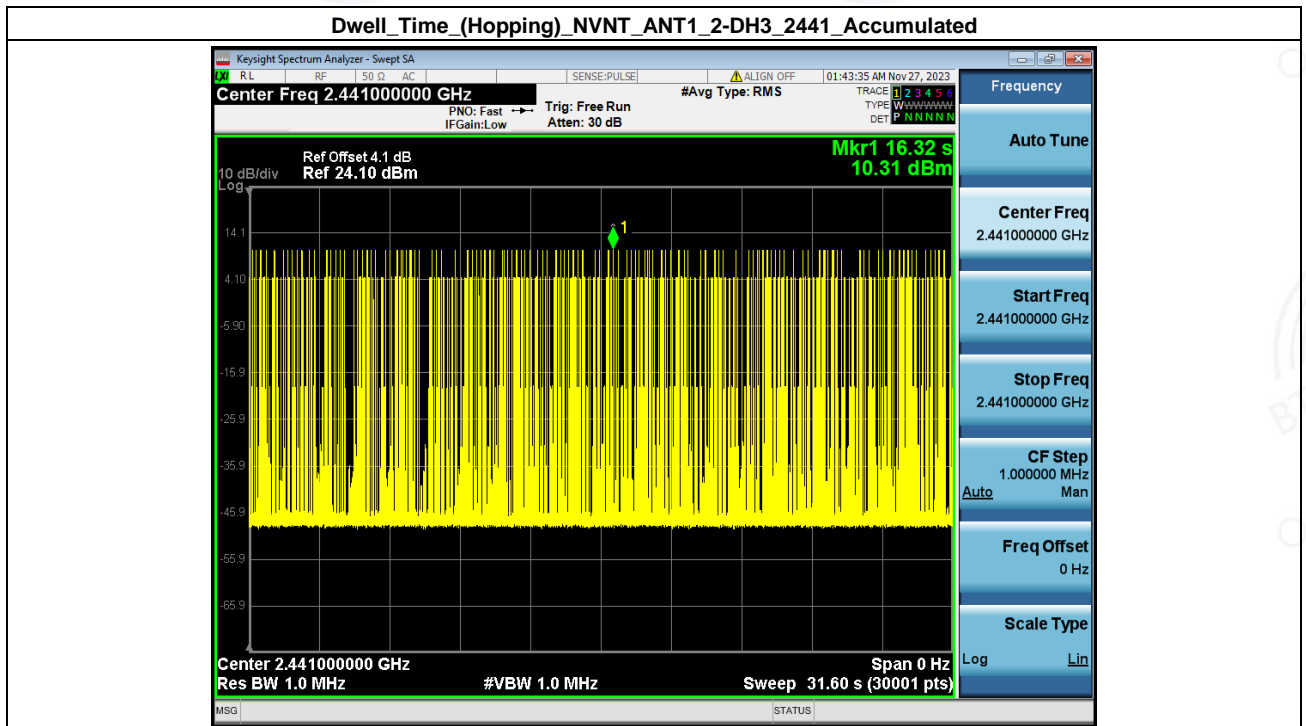 Dwell_Time_(Hopping)_NVNT_ANT1_2-DH3_2441_Accumulated
Keysight Spectrum Analyzer - Swept SA
LXI RL RF 50 Ω AC SENSE:PULSE ALIGN OFF 01:43:35 AM Nov 27, 2023
Center Freq 2.441000000 GHz #Avg Type: RMS TRACE 1 2 3 4 5 6
PNO: Fast Trig: Free Run TYPE WWWWWW
IFGain:Low Atten: 30 dB DET P N N N N N
Mkr1 16.32 s
10.31 dBm
Ref Offset 4.1 dB
10 dB/div Ref 24.10 dBm
Log
1
14.1
4.10
-5.90
-15.9
-25.9
-35.9
-45.9
-55.9
-65.9
Center 2.441000000 GHz Span 0 Hz
Res BW 1.0 MHz #VBW 1.0 MHz Sweep 31.60 s (30001 pts)
MSG STATUS
Frequency
Auto Tune
Center Freq
2.441000000 GHz
Start Freq
2.441000000 GHz
Stop Freq
2.441000000 GHz
CF Step
1.000000 MHz
Auto Man
Freq Offset
0 Hz
Scale Type
Log Lin